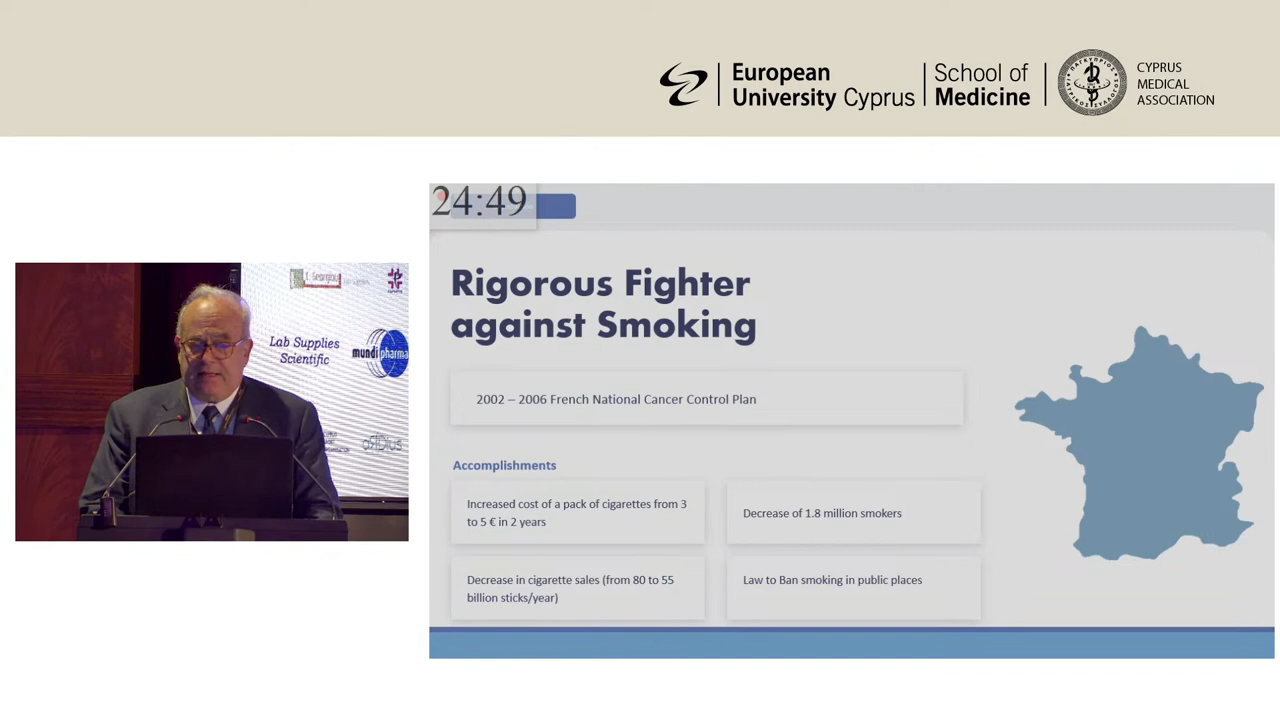 European
University Cyprus
School of
Medicine
CYPRUS
MEDICAL
ASSOCIATION
24:49
Rigorous Fighter
against Smoking
2002 – 2006 French National Cancer Control Plan
Accomplishments
Increased cost of a pack of cigarettes from 3
to 5 € in 2 years
Decrease of 1.8 million smokers
Decrease in cigarette sales (from 80 to 55
billion sticks/year)
Law to Ban smoking in public places
Lab Supplies
Scientific
mundipharma